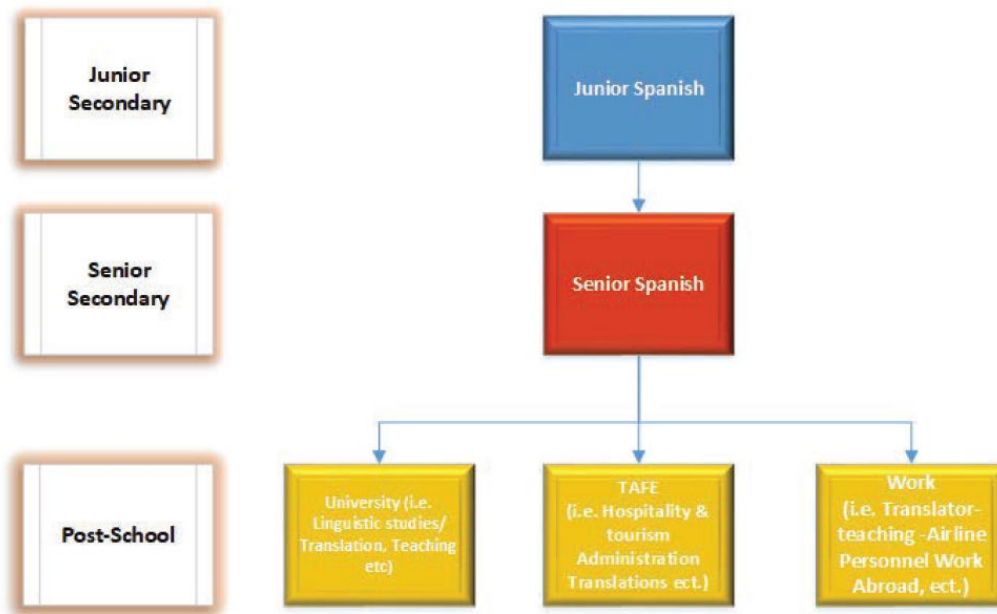 Junior
Secondary
Junior Spanish
Senior
Secondary
Senior Spanish
Post-School
University (i.e.
Linguistic studies/
Translation, Teaching
etc)
TAFE
(i.e. Hospitality &
tourism
Administration
Translations ect.)
Work
(i.e. Translator-
teaching -Airline
Personnel Work
Abroad, ect.)